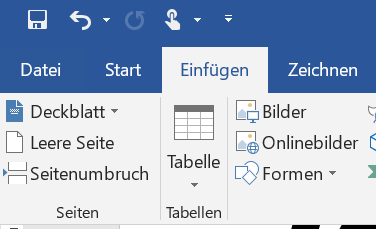 Datei Start Einfügen Zeichnen
Deckblatt
Leere Seite
Seitenumbruch
Seiten
Tabelle
Tabellen
Bilder
Onlinebilder
Formen